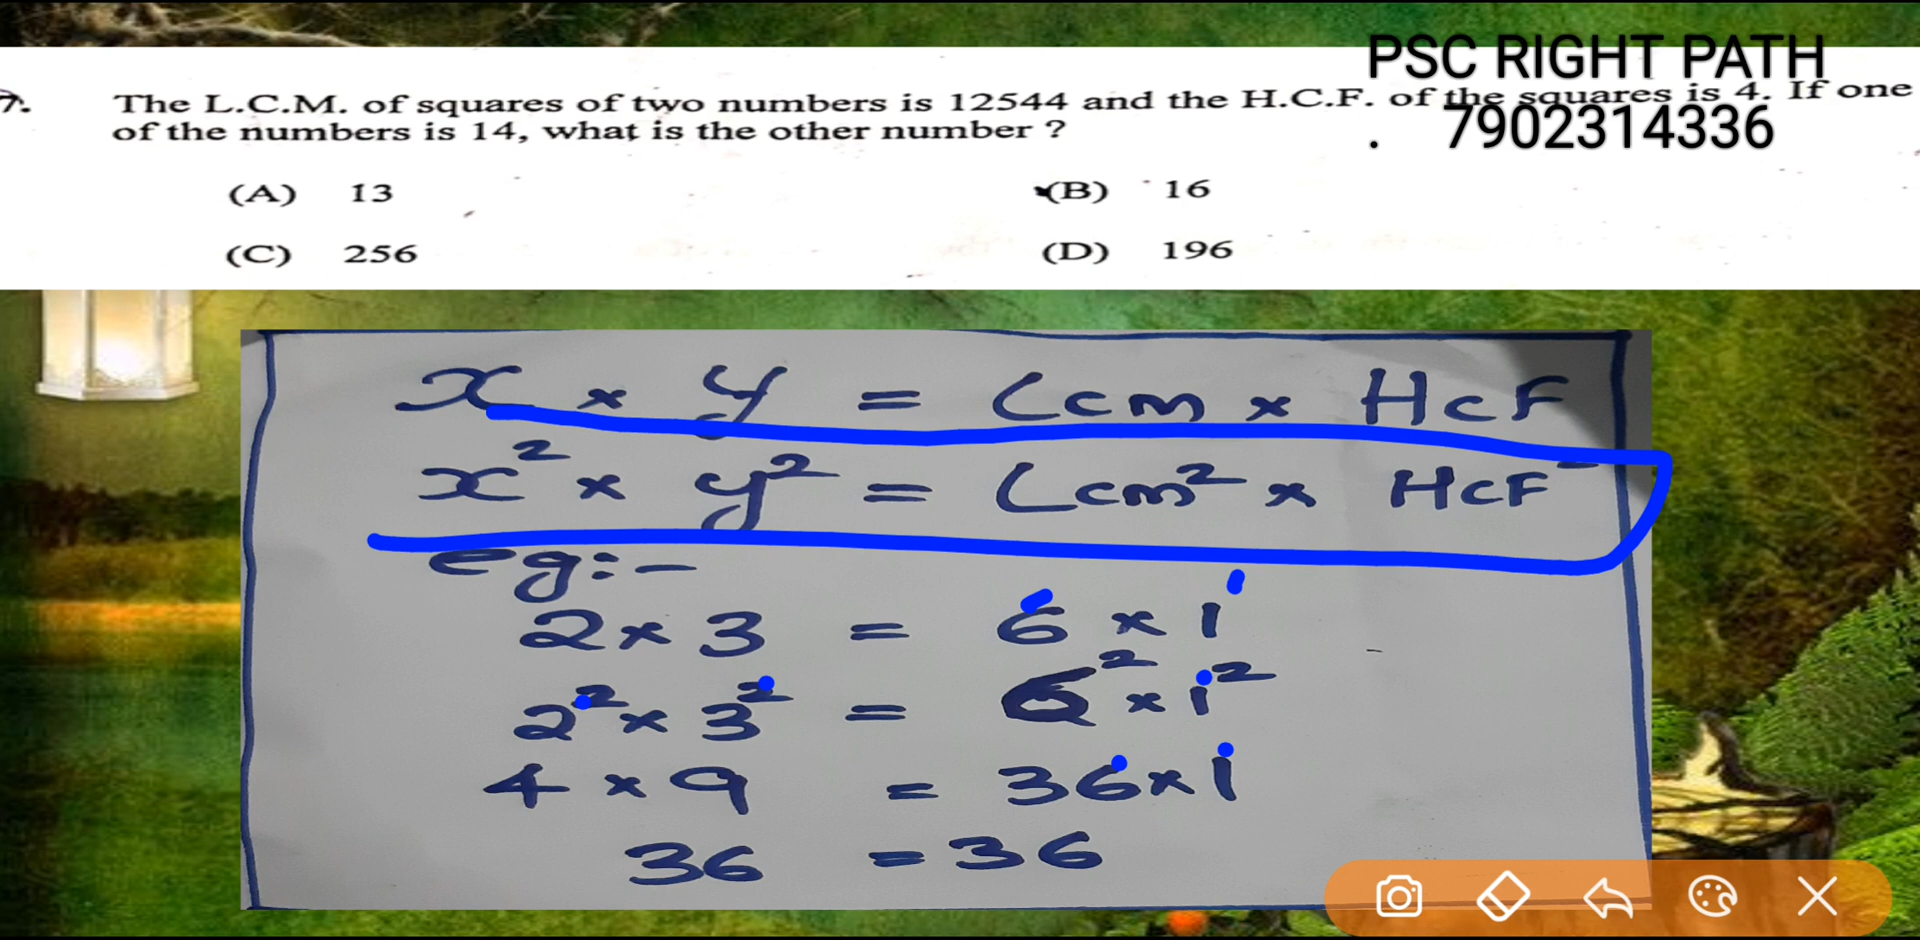 PSC RIGHT PATH
7. The L.C.M. of squares of two numbers is 12544 and the H.C.F. of the squares is 4. If one
of the numbers is 14, what is the other number ?
. 7902314336
(A) 13 (B) 16
(C) 256 (D) 196
x × y = Lcm × HCF
x² × y² = Lcm² × HCF
eg:-
2 × 3 = 6 × 1
2² × 3² = 6² × 1²
4 × 9 = 36 × 1
36 = 36